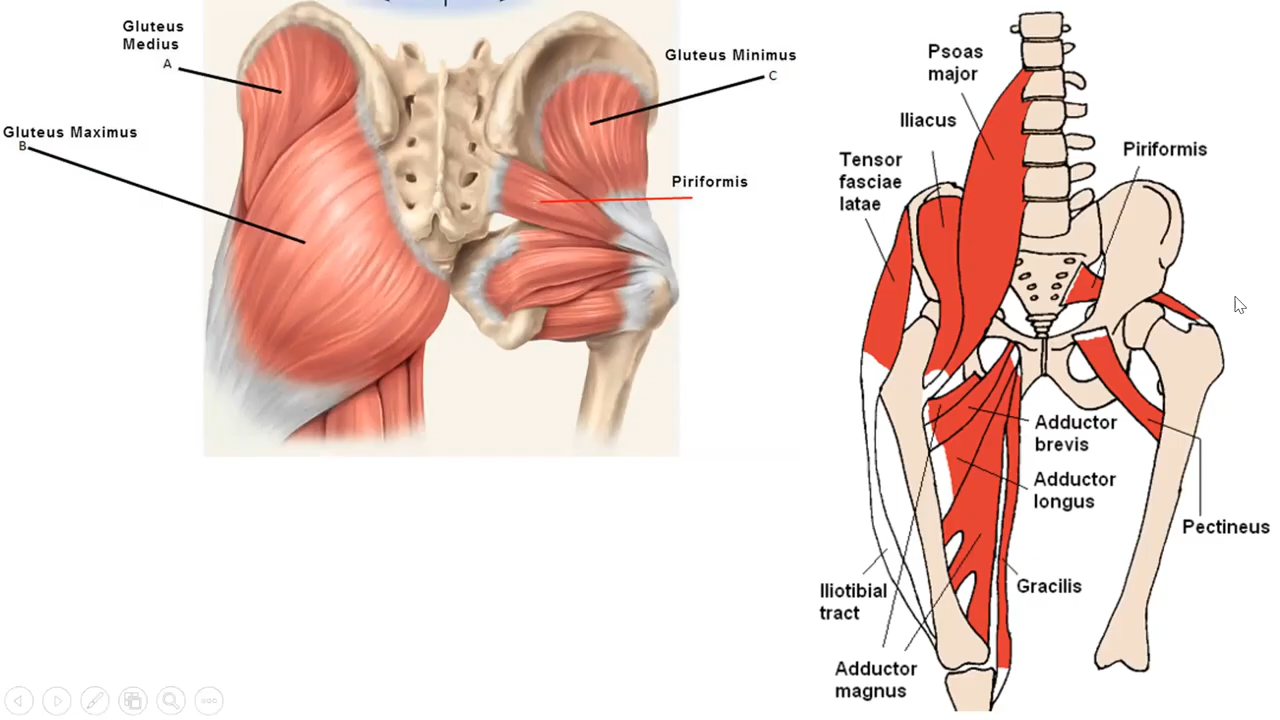 Gluteus
Medius
A
Gluteus Maximus
B
Gluteus Minimus
C
Piriformis
Psoas
major
Iliacus
Tensor
fasciae
latae
Piriformis
Adductor
brevis
Adductor
longus
Pectineus
Iliotibial
tract
Gracilis
Adductor
magnus